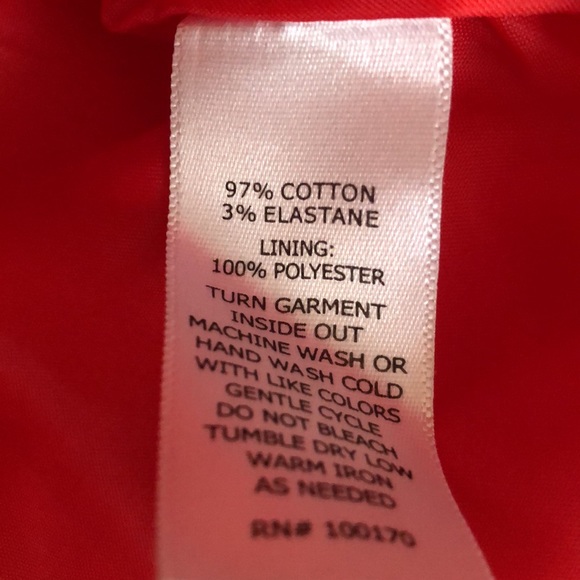 97% COTTON
3% ELASTANE
LINING:
100% POLYESTER
TURN GARMENT
INSIDE OUT
MACHINE WASH OR
HAND WASH COLD
WITH LIKE COLORS
GENTLE CYCLE
DO NOT BLEACH
TUMBLE DRY LOW
WARM IRON
AS NEEDED
RN# 100170